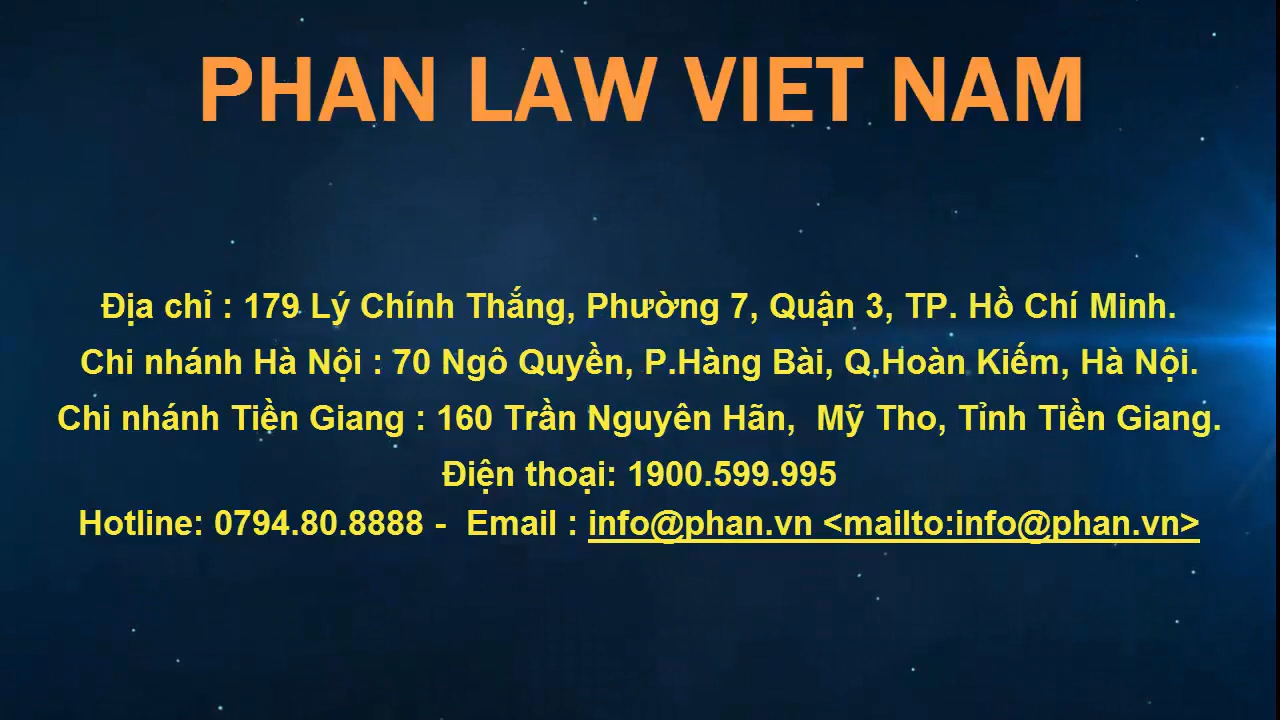 PHAN LAW VIET NAM
Địa chỉ : 179 Lý Chính Thắng, Phường 7, Quận 3, TP. Hồ Chí Minh.
Chi nhánh Hà Nội : 70 Ngô Quyền, P.Hàng Bài, Q.Hoàn Kiếm, Hà Nội.
Chi nhánh Tiền Giang : 160 Trần Nguyên Hãn,  Mỹ Tho, Tỉnh Tiền Giang.
Điện thoại: 1900.599.995
Hotline: 0794.80.8888 -  Email : info@phan.vn <mailto:info@phan.vn>